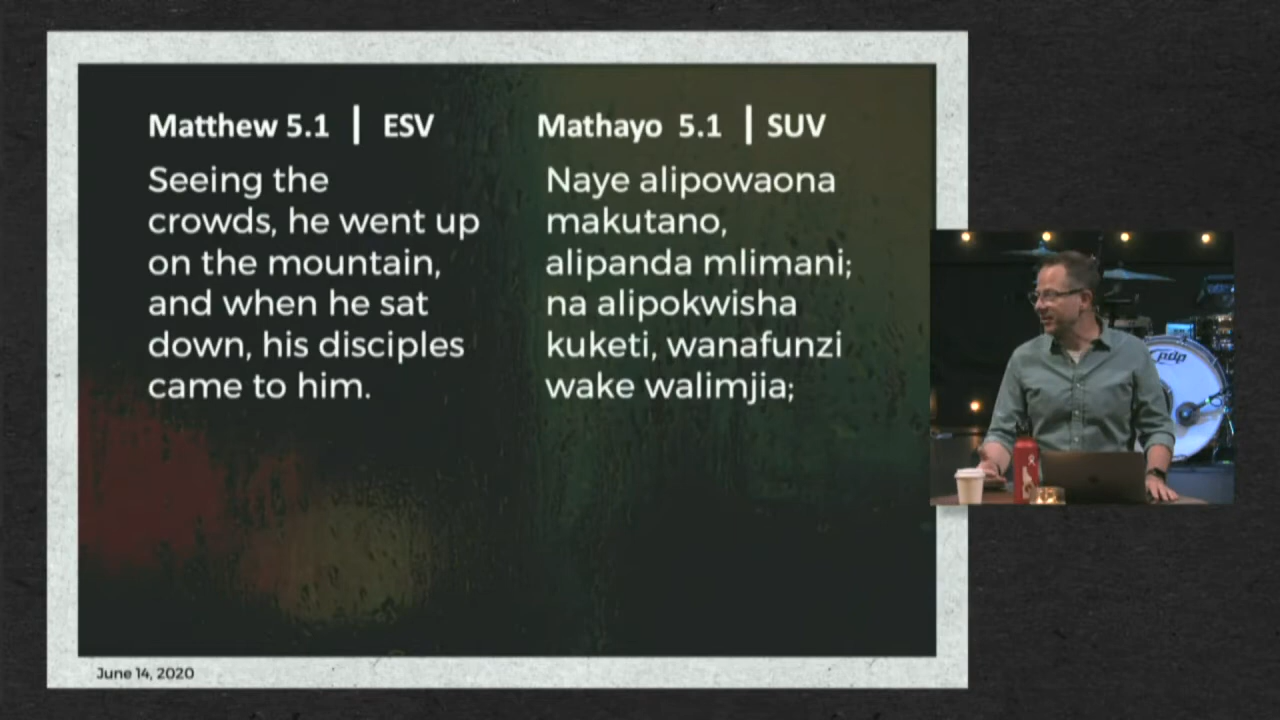 Matthew 5.1 | ESV
Seeing the
crowds, he went up
on the mountain,
and when he sat
down, his disciples
came to him.
Mathayo 5.1 | SUV
Naye alipowaona
makutano,
alipanda mlimani;
na alipokwisha
kuketi, wanafunzi
wake walimjia;
pdp
June 14, 2020